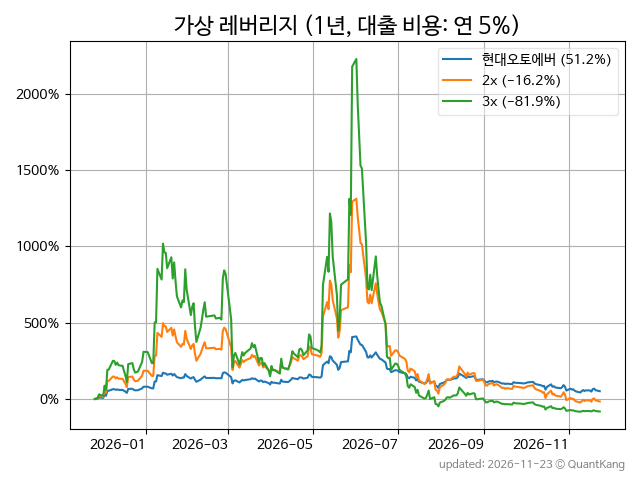 가상 레버리지 (1년, 대출 비용: 연 5%)
현대오토에버 (51.2%)
2x (-16.2%)
3x (-81.9%)
2000%
1500%
1000%
500%
0%
2026-01
2026-03
2026-05
2026-07
2026-09
2026-11
updated: 2026-11-23 © QuantKang